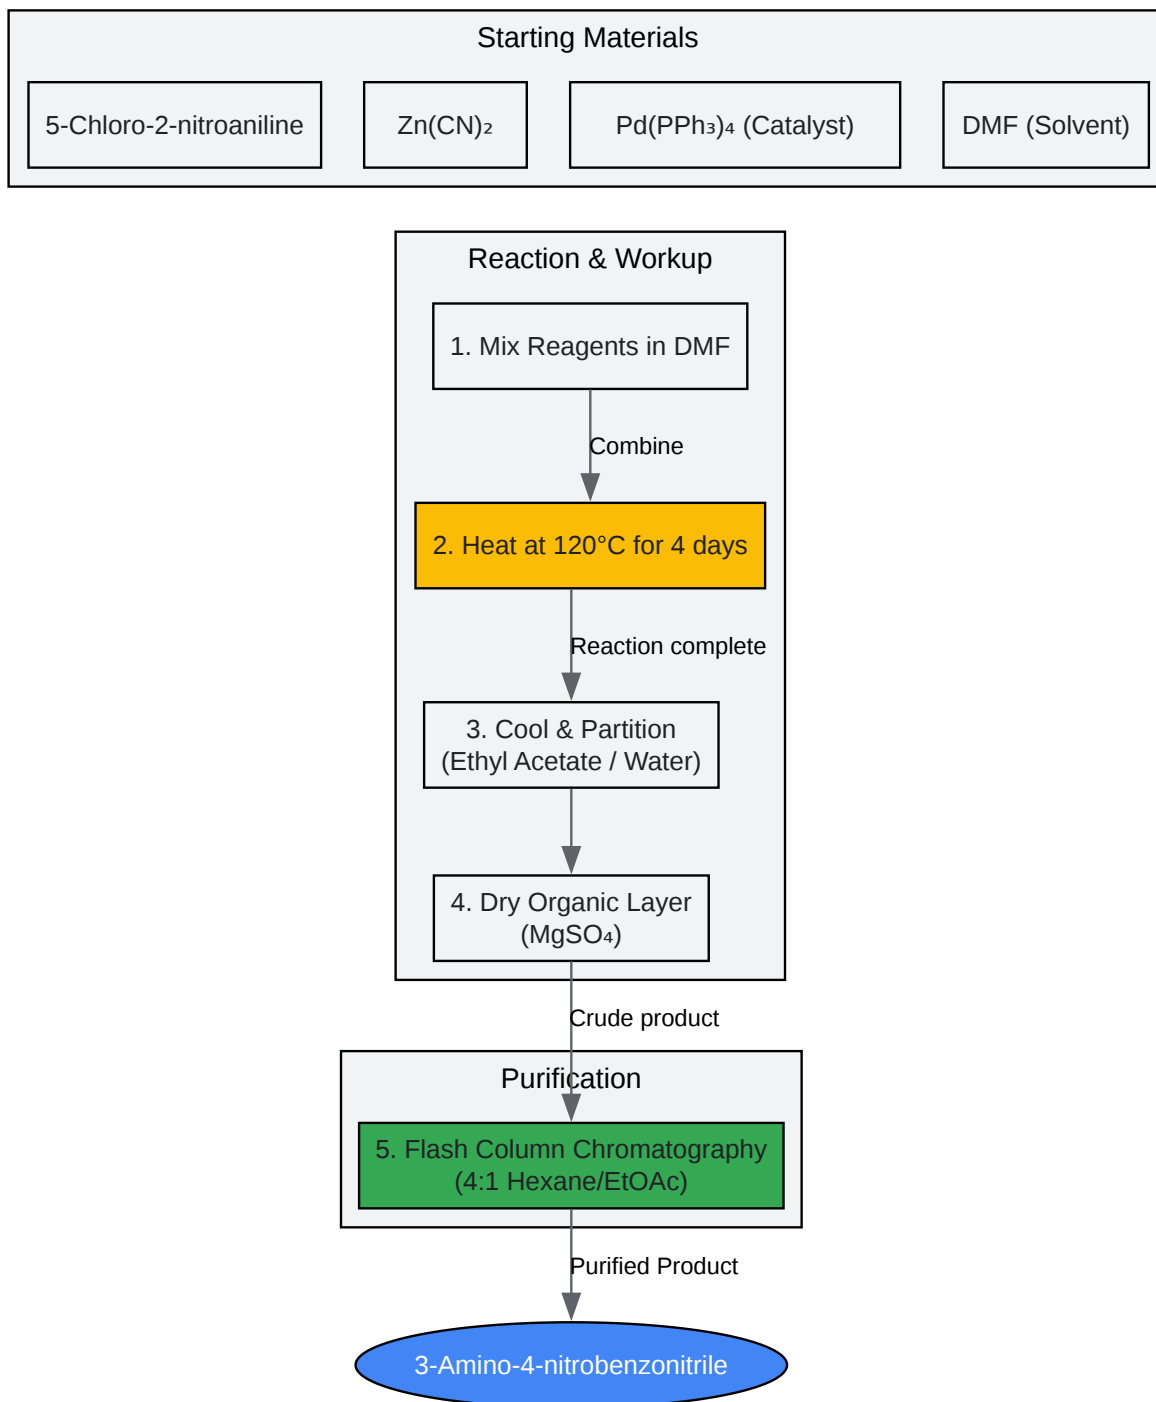 Starting Materials
5-Chloro-2-nitroaniline
Zn(CN)₂
Pd(PPh₃)₄ (Catalyst)
DMF (Solvent)
Reaction & Workup
1. Mix Reagents in DMF
Combine
2. Heat at 120°C for 4 days
Reaction complete
3. Cool & Partition
(Ethyl Acetate / Water)
4. Dry Organic Layer
(MgSO₄)
Crude product
Purification
5. Flash Column Chromatography
(4:1 Hexane/EtOAc)
Purified Product
3-Amino-4-nitrobenzonitrile